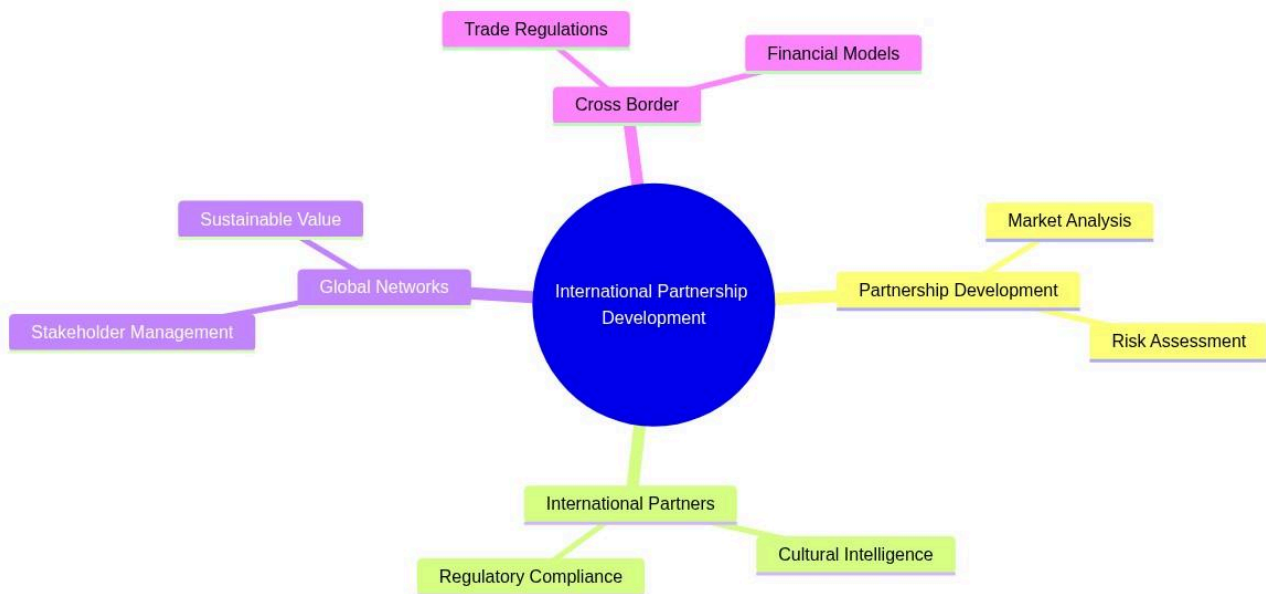 Trade Regulations
Financial Models
Cross Border
Sustainable Value
Market Analysis
Global Networks
International Partnership
Development
Partnership Development
Stakeholder Management
Risk Assessment
International Partners
Cultural Intelligence
Regulatory Compliance